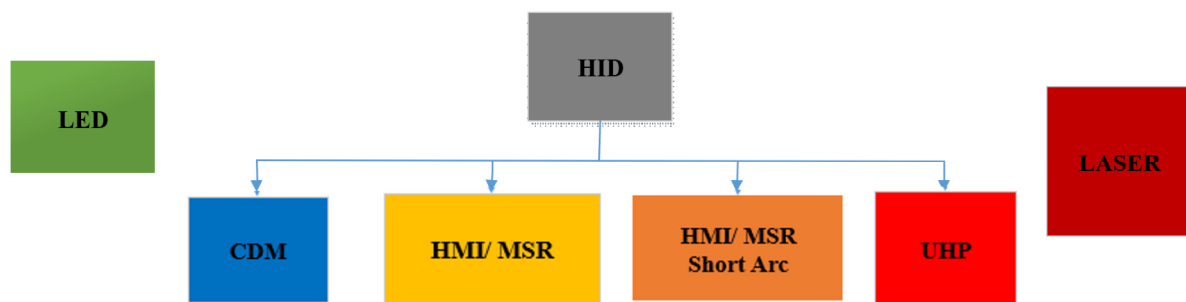 HID
LED
LASER
CDM
HMI/ MSR
HMI/ MSR
Short Arc
UHP